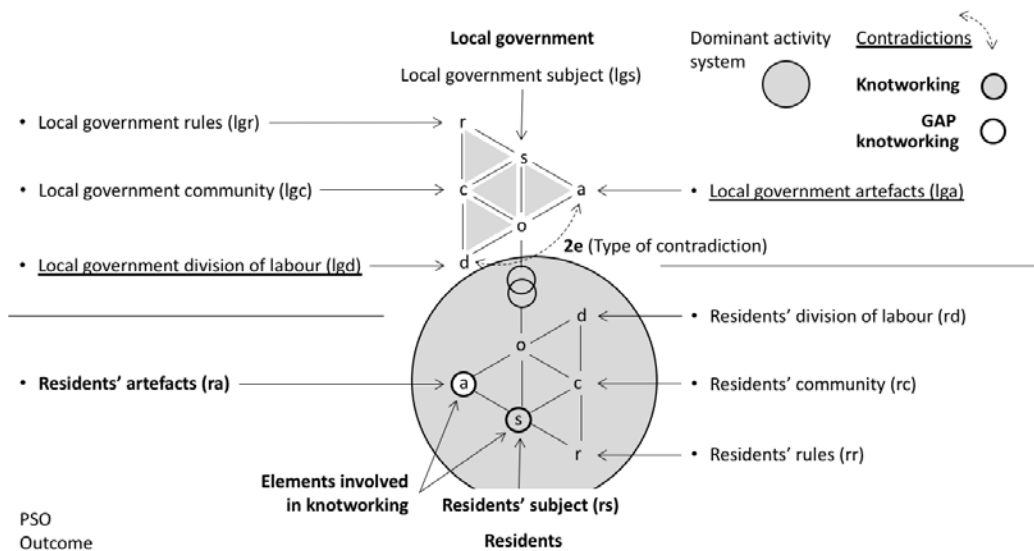 Local government
Dominant activity system
Contradictions
Local government subject (lgs)
Knotworking
GAP knotworking
• Local government rules (lgr)
r
s
• Local government community (lgc)
c
a
• Local government artefacts (lga)
o
2e (Type of contradiction)
• Local government division of labour (lgd)
d
d
• Residents' division of labour (rd)
o
• Residents' artefacts (ra)
a
c
• Residents' community (rc)
s
r
• Residents' rules (rr)
Elements involved
in knotworking
Residents' subject (rs)
PSO
Outcome
Residents